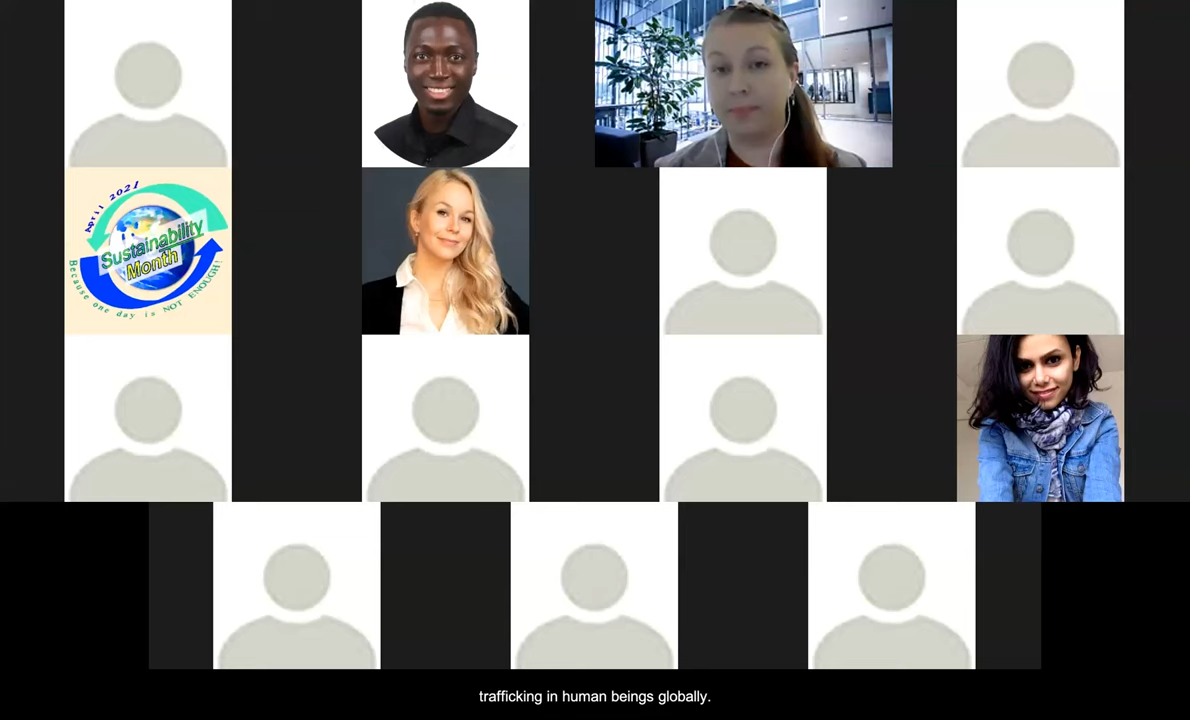 April 2021
Sustainability
Month
Because one day is NOT ENOUGH!
trafficking in human beings globally.